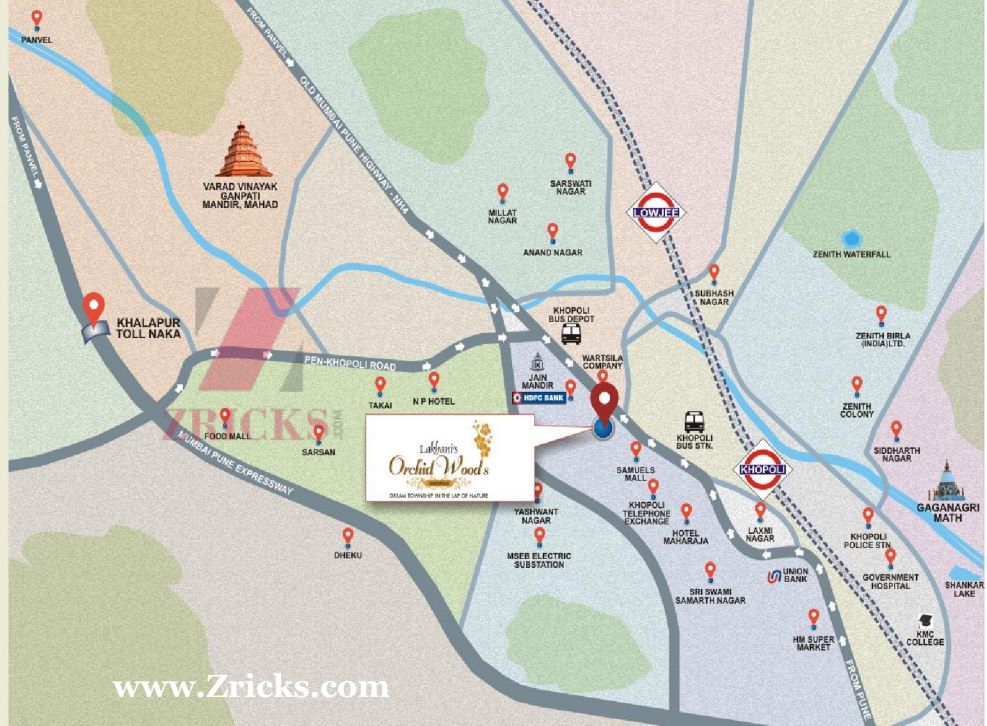 PANVEL
FROM PANVEL
FROM PANVEL
OLD MUMBAI PUNE HIGHWAY - NH4
VARAD VINAYAK
GANPATI
MANDIR, MAHAD
SARSWATI
NAGAR
MILLAT
NAGAR
ANAND NAGAR
LOWJEE
ZENITH WATERFALL
SUBHASH
NAGAR
KHALAPUR
TOLL NAKA
KHOPOLI
BUS DEPOT
ZENITH BIRLA
(INDIA)LTD.
PEN-KHOPOLI ROAD
WARTSILA
COMPANY
JAIN
MANDIR
HDFC BANK
TAKAI
N P HOTEL
ZENITH
COLONY
ZRICKS.COM
FOOD MALL
SARSAN
MUMBAI PUNE EXPRESSWAY
Lakhani's
Orchid Wood's
KHOPOLI
DREAM TOWNSHIP IN THE LAP OF NATURE
KHOPOLI
BUS STN.
SIDDHARTH
NAGAR
KHOPOLI
SAMUELS
MALL
YASHWANT
NAGAR
KHOPOLI
TELEPHONE
EXCHANGE
HOTEL
MAHARAJA
LAXMI
NAGAR
GAGANAGRI
MATH
KHOPOLI
POLICE STN.
DHEKU
MSEB ELECTRIC
SUBSTATION
UNION
BANK
GOVERNMENT
HOSPITAL
SHANKAR
LAKE
SRI SWAMI
SAMARTH NAGAR
HM SUPER
MARKET
KMC
COLLEGE
FROM PUNE
www.Zricks.com